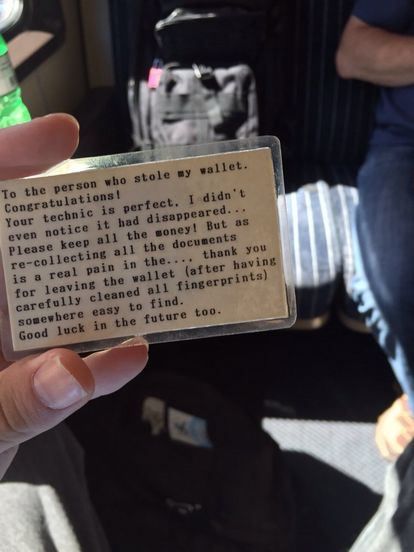 To the person who stole my wallet.
Congratulations!
Your technic is perfect, I didn't
even notice it had disappeared...
Please keep all the money! But as
re-collecting all the documents
is a real pain in the..., thank you
for leaving the wallet (after having
carefully cleaned all fingerprints)
somewhere easy to find.
Good luck in the future too.